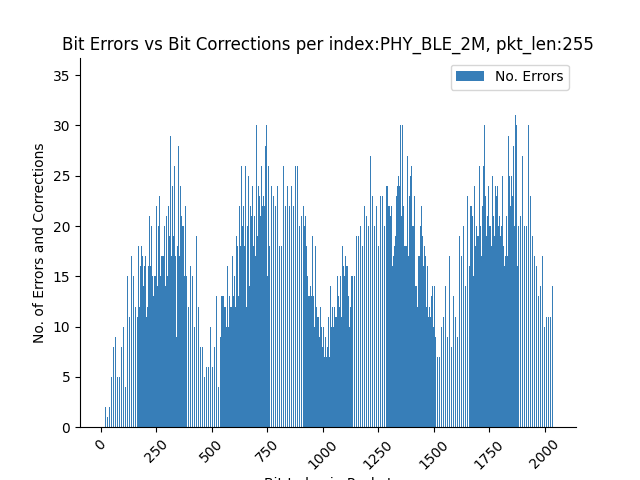 Bit Errors vs Bit Corrections per index:PHY_BLE_2M, pkt_len:255
No. Errors
No. of Errors and Corrections
35
30
25
20
15
10
5
0
0 250 500 750 1000 1250 1500 1750 2000